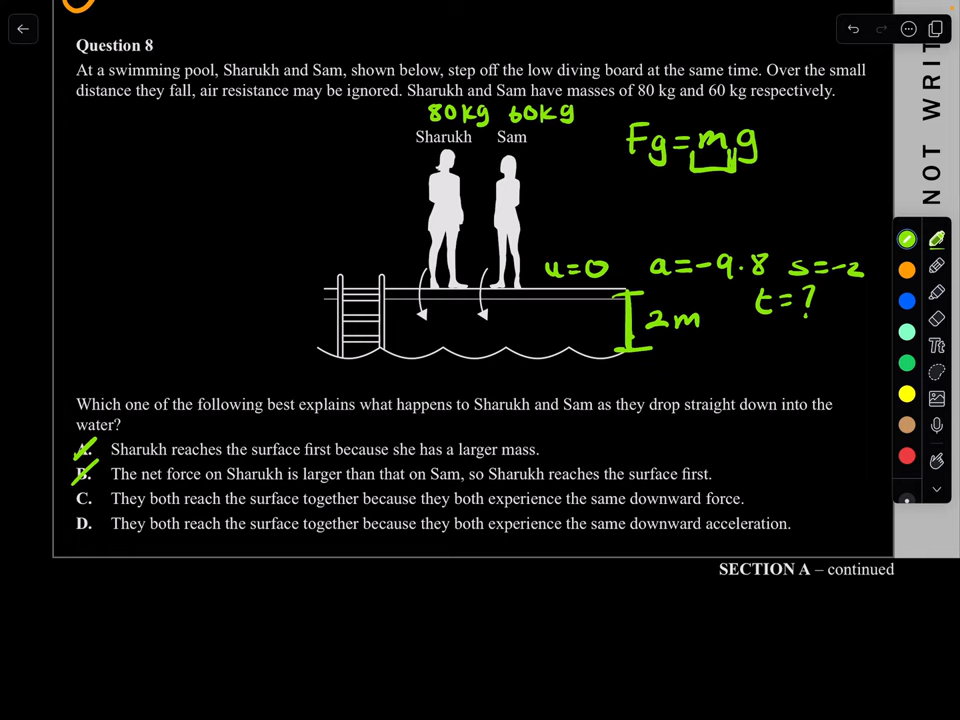 Question 8
At a swimming pool, Sharukh and Sam, shown below, step off the low diving board at the same time. Over the small
distance they fall, air resistance may be ignored. Sharukh and Sam have masses of 80 kg and 60 kg respectively.
80kg 60kg
Sharukh Sam
Fg=mg
u=0 a=-9.8 s=-2
t=?
2m
Which one of the following best explains what happens to Sharukh and Sam as they drop straight down into the
water?
A. Sharukh reaches the surface first because she has a larger mass.
B. The net force on Sharukh is larger than that on Sam, so Sharukh reaches the surface first.
C. They both reach the surface together because they both experience the same downward force.
D. They both reach the surface together because they both experience the same downward acceleration.
SECTION A – continued
NOT WRIT
Tt